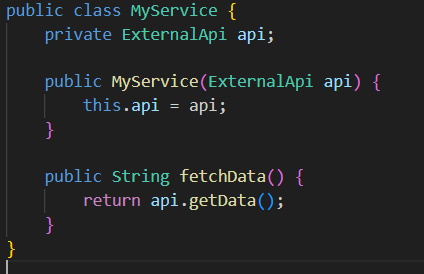 public class MyService {
    private ExternalApi api;

    public MyService(ExternalApi api) {
        this.api = api;
    }

    public String fetchData() {
        return api.getData();
    }
}